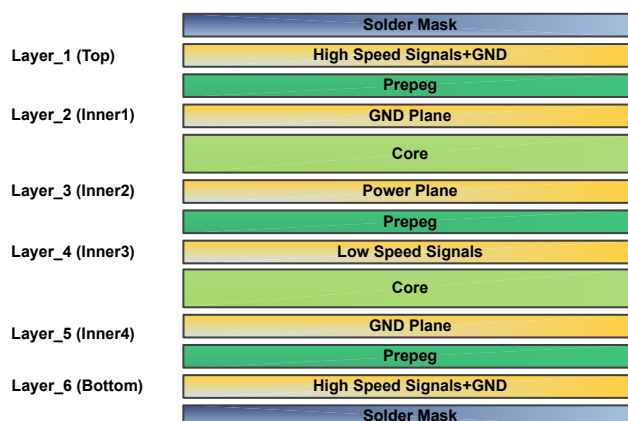 Solder Mask
Layer_1 (Top) High Speed Signals+GND
Prepeg
Layer_2 (Inner1) GND Plane
Core
Layer_3 (Inner2) Power Plane
Prepeg
Layer_4 (Inner3) Low Speed Signals
Core
Layer_5 (Inner4) GND Plane
Prepeg
Layer_6 (Bottom) High Speed Signals+GND
Solder Mask